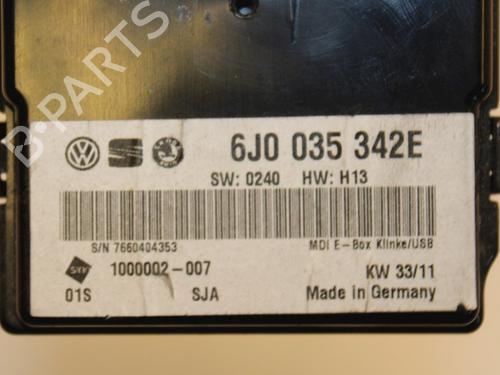 B-PARTS
6J0 035 342E
SW: 0240 HW: H13
S/N 7660404353 MDI E-Box Klinke/USB
1000002-007 KW 33/11
01S SJA Made in Germany